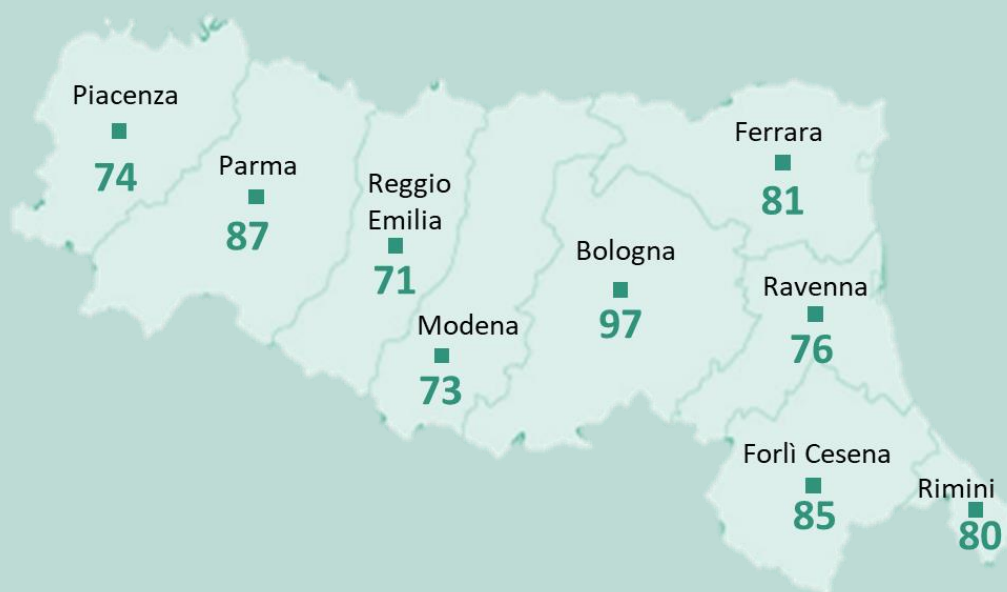 Piacenza
74
Parma
87
Reggio
Emilia
71
Modena
73
Bologna
97
Ferrara
81
Ravenna
76
Forlì Cesena
85
Rimini
80